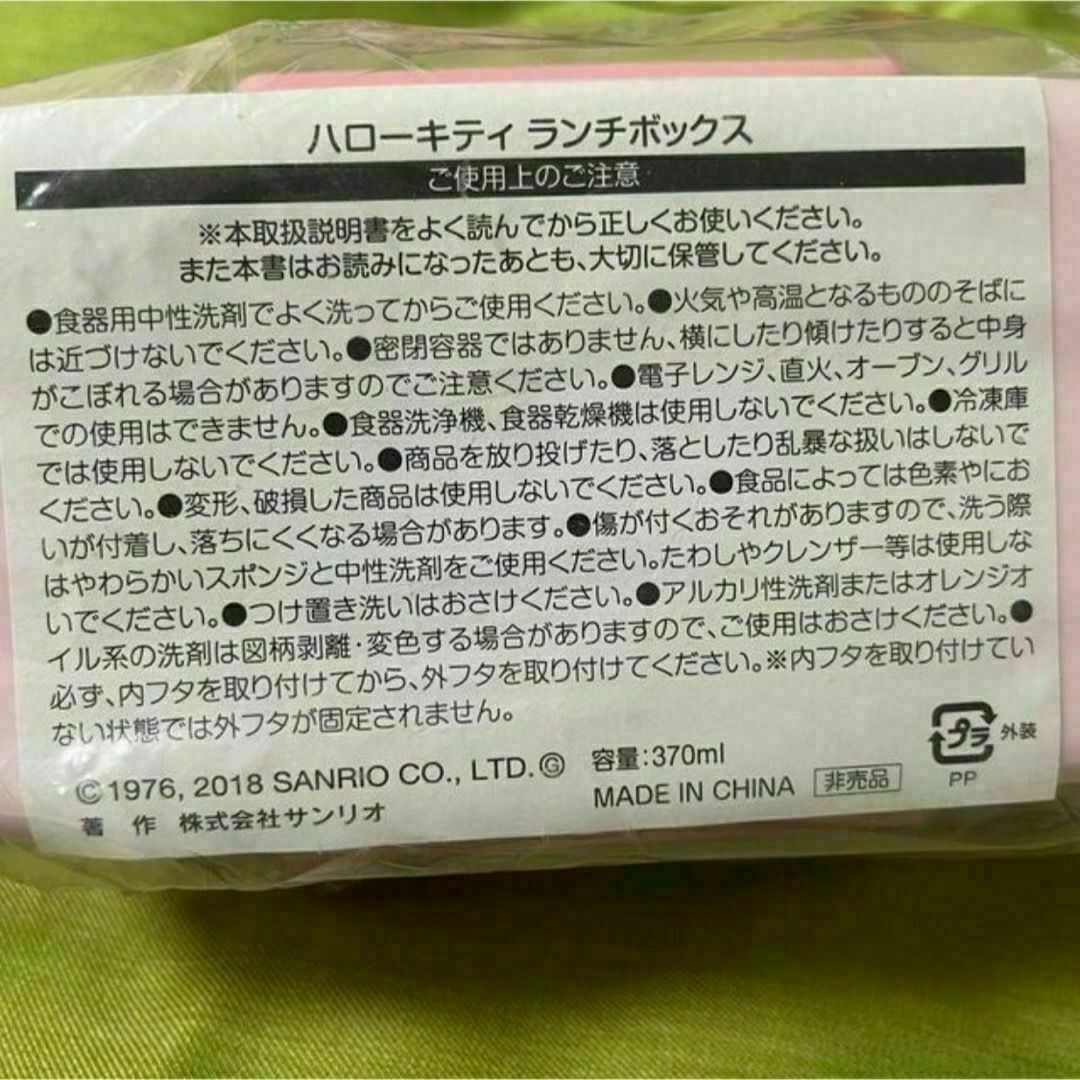 ハローキティ ランチボックス
ご使用上のご注意
※本取扱説明書をよく読んでから正しくお使いください。
また本書はお読みになったあとも、大切に保管してください。
●食器用中性洗剤でよく洗ってからご使用ください。●火気や高温となるもののそばに
は近づけないでください。●密閉容器ではありません、横にしたり傾けたりすると中身
がこぼれる場合がありますのでご注意ください。●電子レンジ、直火、オーブン、グリル
での使用はできません。●食器洗浄機、食器乾燥機は使用しないでください。●冷凍庫
では使用しないでください。●商品を放り投げたり、落としたり乱暴な扱いはしないで
ください。●変形、破損した商品は使用しないでください。●食品によっては色素やにお
いが付着し、落ちにくくなる場合があります。●傷が付くおそれがありますので、洗う際
はやわらかいスポンジと中性洗剤をご使用ください。たわしやクレンザー等は使用しな
いでください。●つけ置き洗いはおさけください。●アルカリ性洗剤またはオレンジオ
イル系の洗剤は図柄剥離・変色する場合がありますので、ご使用はおさけください。●
必ず、内フタを取り付けてから、外フタを取り付けてください。※内フタを取り付けてい
ない状態では外フタが固定されません。
©1976, 2018 SANRIO CO., LTD. Ⓖ
著 作 株式会社サンリオ
容量:370ml
MADE IN CHINA 非売品
プラ 外装
PP